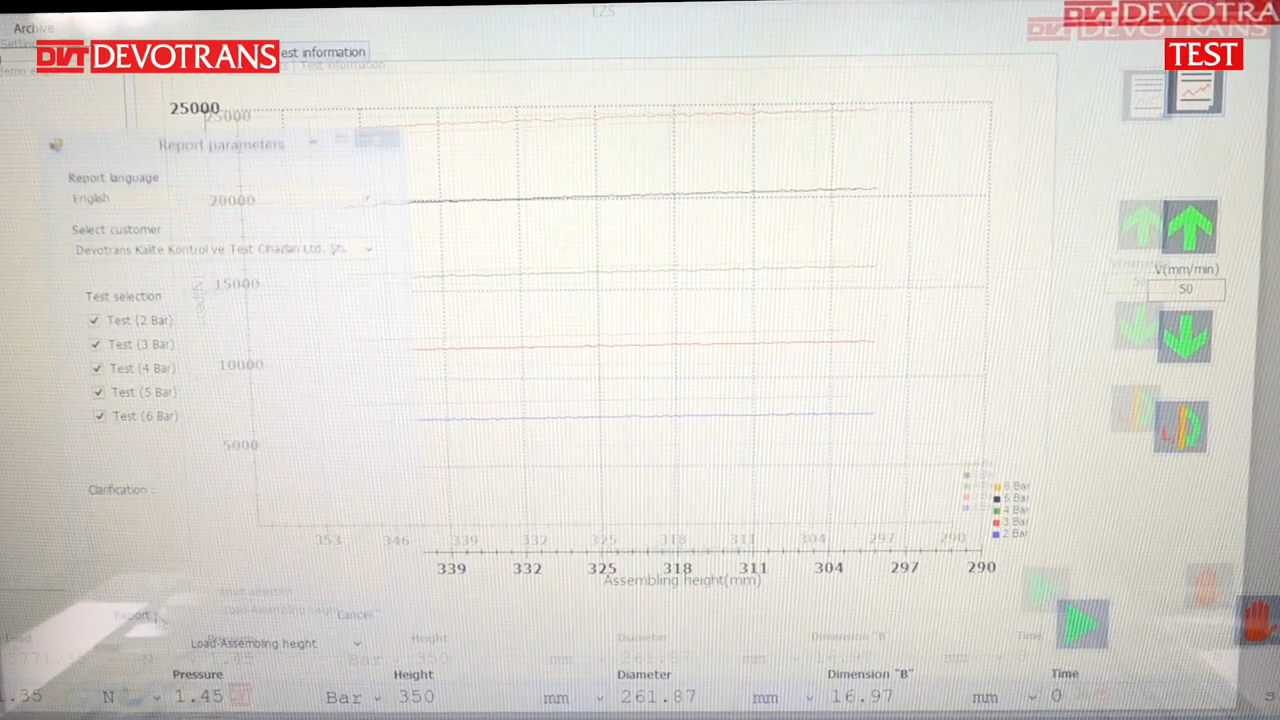 EZS
DEVOTRA
Archive
DVT DEVOTRANS
Test information
TEST
25000
Report parameters
Report language
English
20000
Select customer
Devotrans Kalite Kontrol ve Test Cihazları Ltd. Şti.
V(mm/min)
50
Test selection
15000
Test (2 Bar)
Test (3 Bar)
Test (4 Bar)
10000
Test (5 Bar)
Test (6 Bar)
5000
Clarification :
6 Bar
5 Bar
4 Bar
3 Bar
2 Bar
353 346 339 332 325 318 311 304 297 290
339 332 325 318 311 304 297 290
Assembling height(mm)
Report
Cancel
Load-Assembling height
Pressure Height Diameter Dimension "B" Time
N 1.45 Bar 350 mm 261.87 mm 16.97 mm 0 s